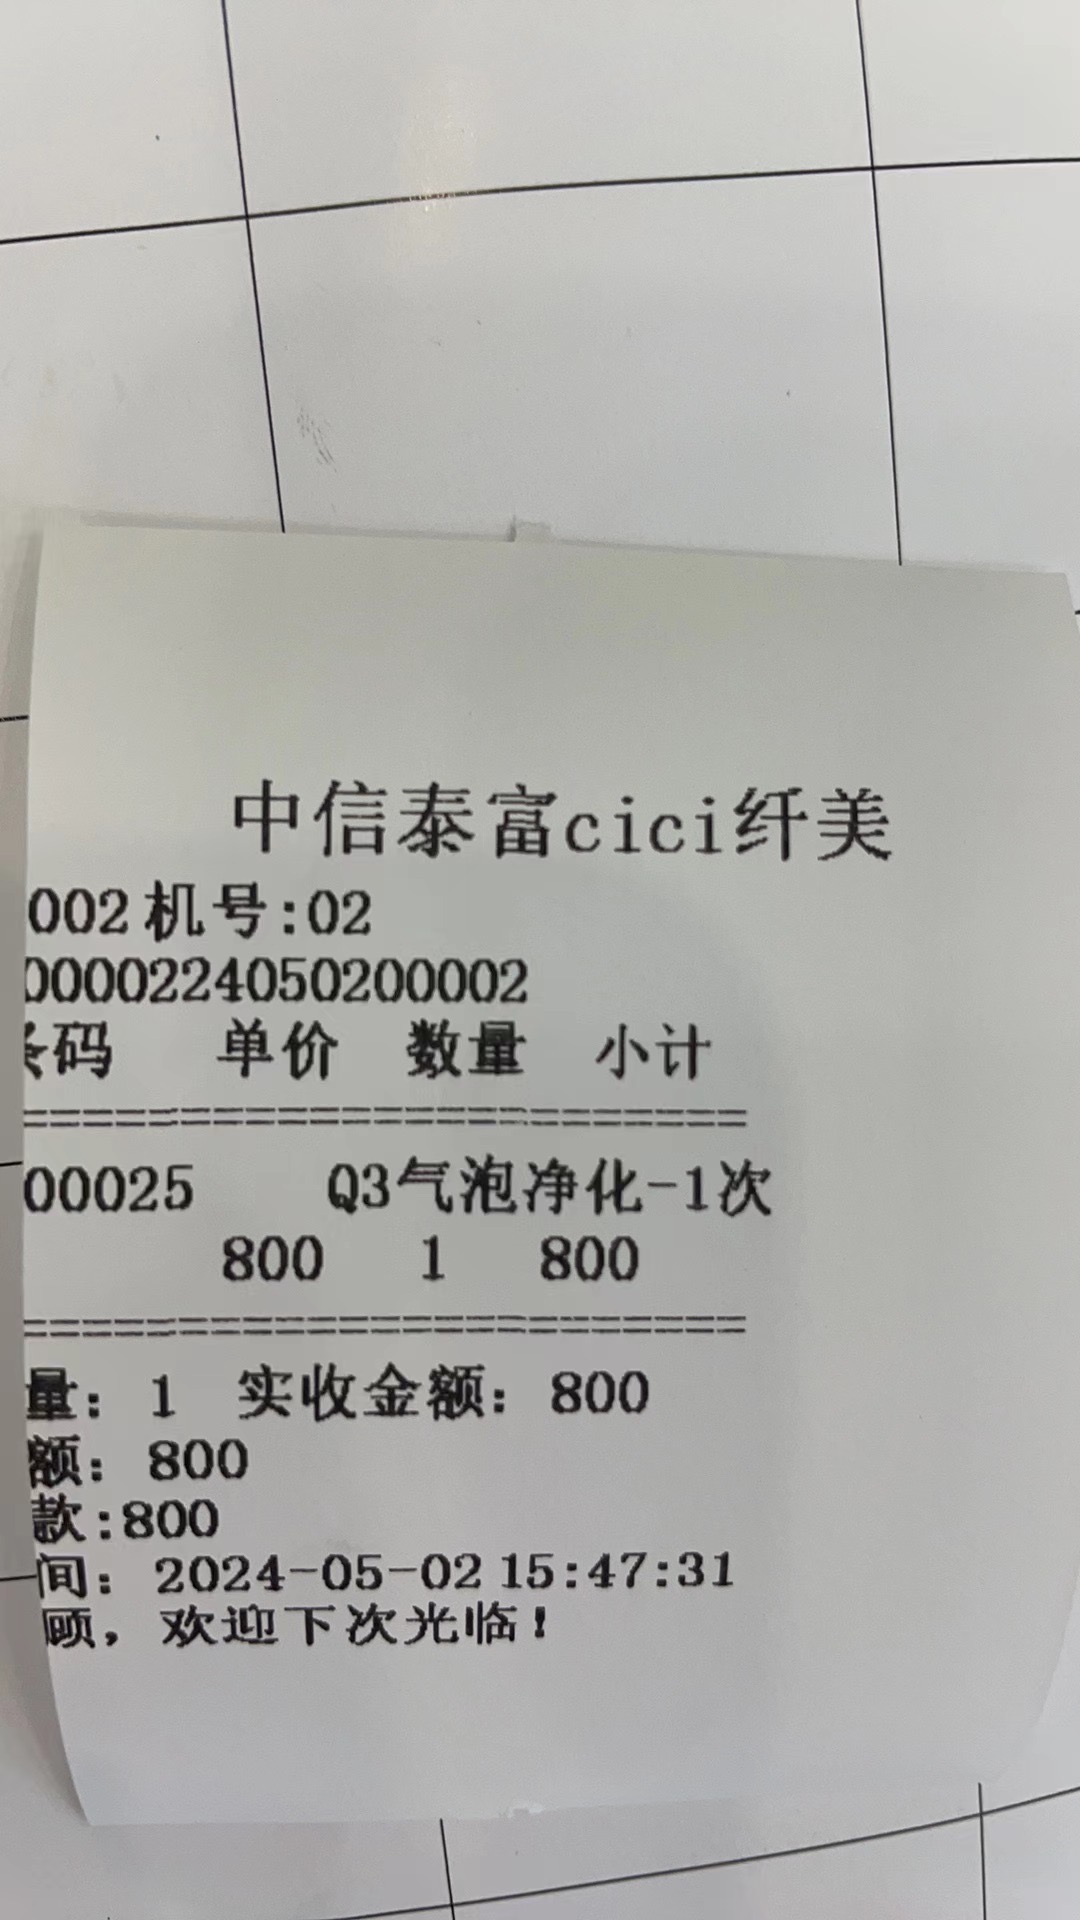 中信泰富cici纤美
002 机号:02
0000224050200002
条码 单价 数量 小计
========================
00025 Q3气泡净化-1次
800 1 800
========================
量: 1 实收金额: 800
额: 800
款:800
间: 2024-05-02 15:47:31
顾, 欢迎下次光临!